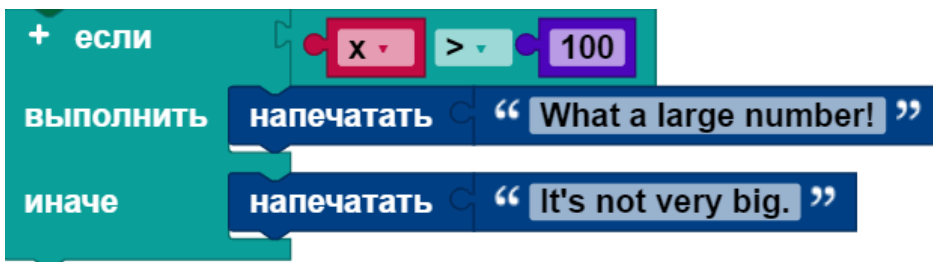 + если x > 100
выполнить напечатать “ What a large number! ”
иначе напечатать “ It's not very big. ”